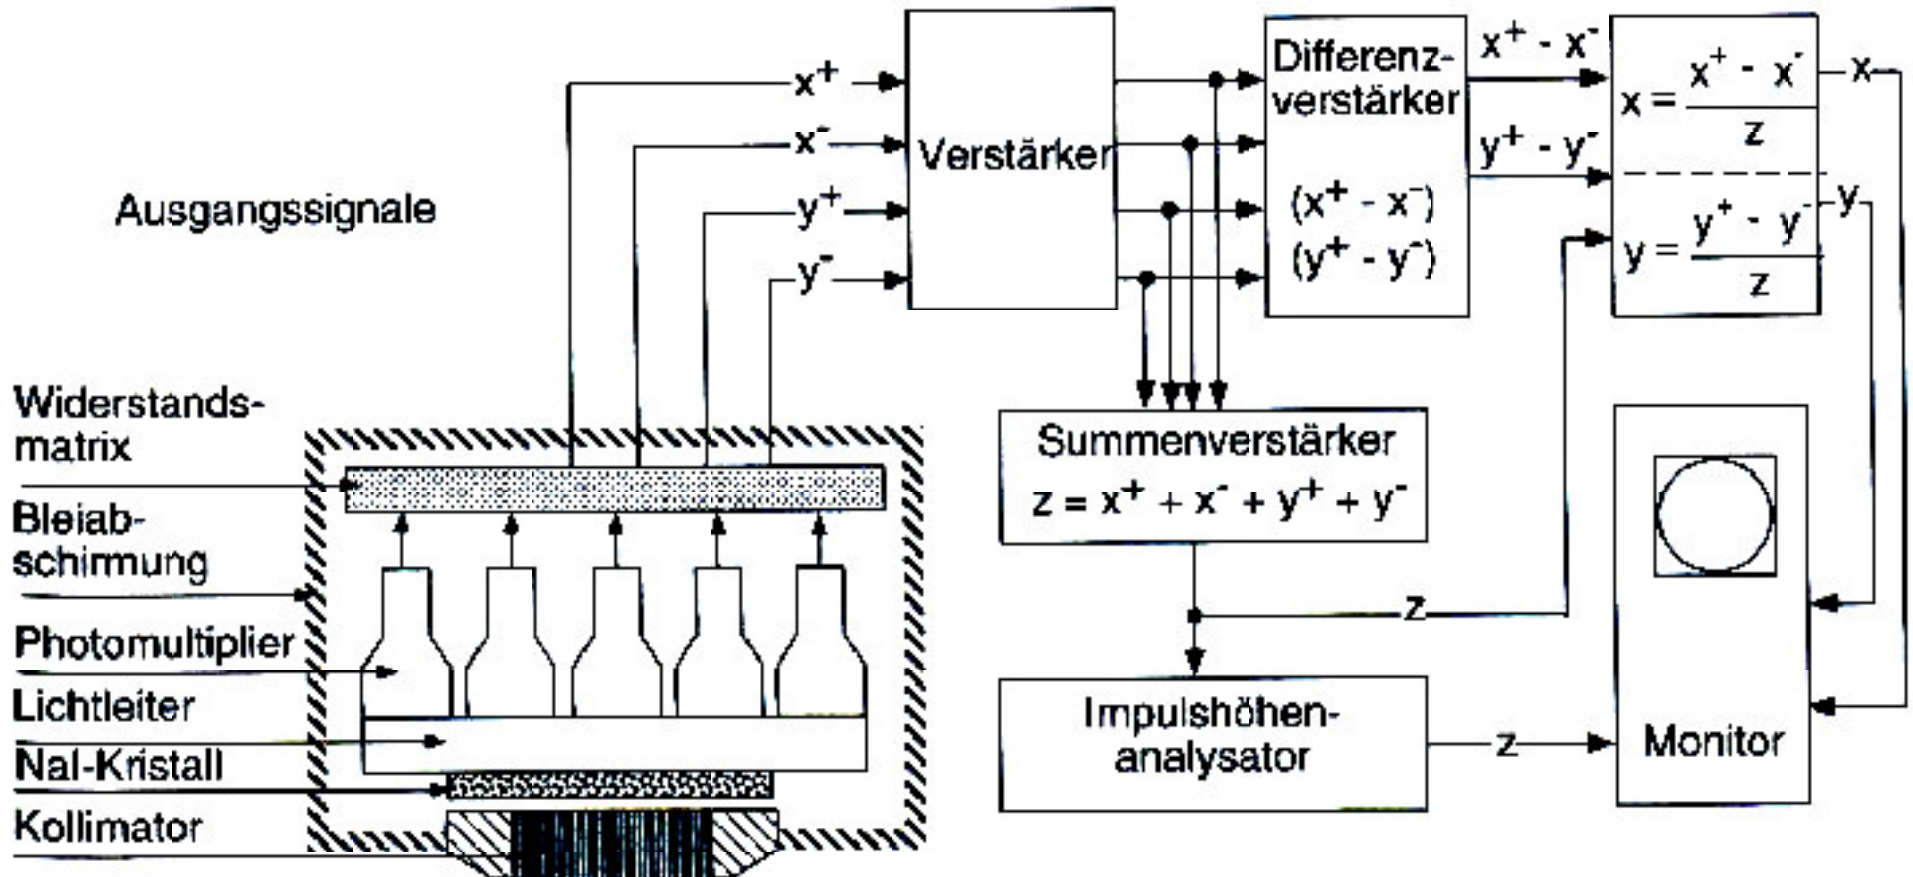 Ausgangssignale
x⁺
x⁻
y⁺
y⁻
Verstärker
Differenz-
verstärker
(x⁺ - x⁻)
(y⁺ - y⁻)
x⁺ - x⁻
y⁺ - y⁻
x = (x⁺ - x⁻) / z
y = (y⁺ - y⁻) / z
x
y
Summenverstärker
z = x⁺ + x⁻ + y⁺ + y⁻
z
Impulshöhen-
analysator
z
Monitor
Widerstands-
matrix
Bleiab-
schirmung
Photomultiplier
Lichtleiter
NaI-Kristall
Kollimator